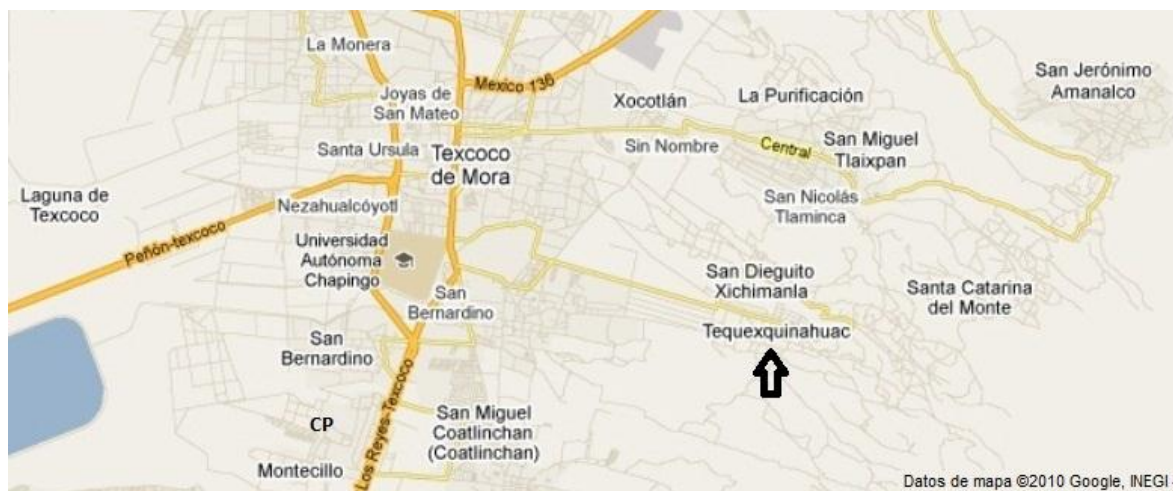 La Monera
Mexico 136
San Jerónimo
Amanalco
Joyas de
San Mateo
Xocotlán
La Purificación
Santa Ursula
Texcoco
de Mora
Sin Nombre
Central
San Miguel
Tlaixpan
Laguna de
Texcoco
Nezahualcóyotl
San Nicolás
Tlaminca
Peñón-texcoco
Universidad
Autónoma
Chapingo
San
Bernardino
San Dieguito
Xichimanla
Santa Catarina
del Monte
San
Bernardino
Tequexquinahuac
Los Reyes-Texcoco
CP
San Miguel
Coatlinchan
(Coatlinchan)
Montecillo
Datos de mapa ©2010 Google, INEGI